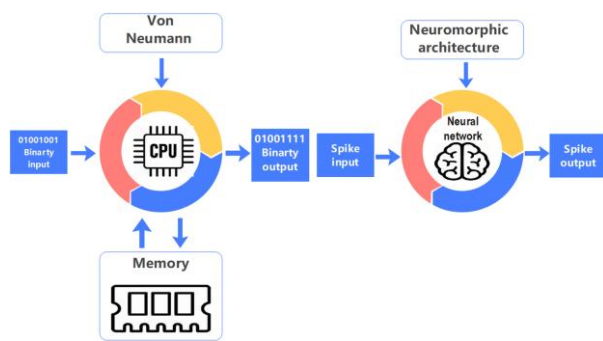 Von
Neumann
01001001
Binarty
input
CPU
01001111
Binarty
output
Memory
Neuromorphic
architecture
Spike
input
Neural
network
Spike
output